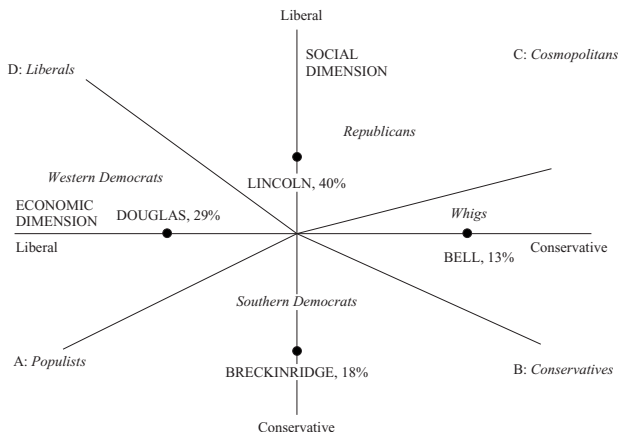 Liberal
SOCIAL
DIMENSION
C: Cosmopolitans
D: Liberals
Republicans
Western Democrats
LINCOLN, 40%
ECONOMIC
DIMENSION
DOUGLAS, 29%
Whigs
Liberal
Conservative
BELL, 13%
Southern Democrats
A: Populists
BRECKINRIDGE, 18%
B: Conservatives
Conservative